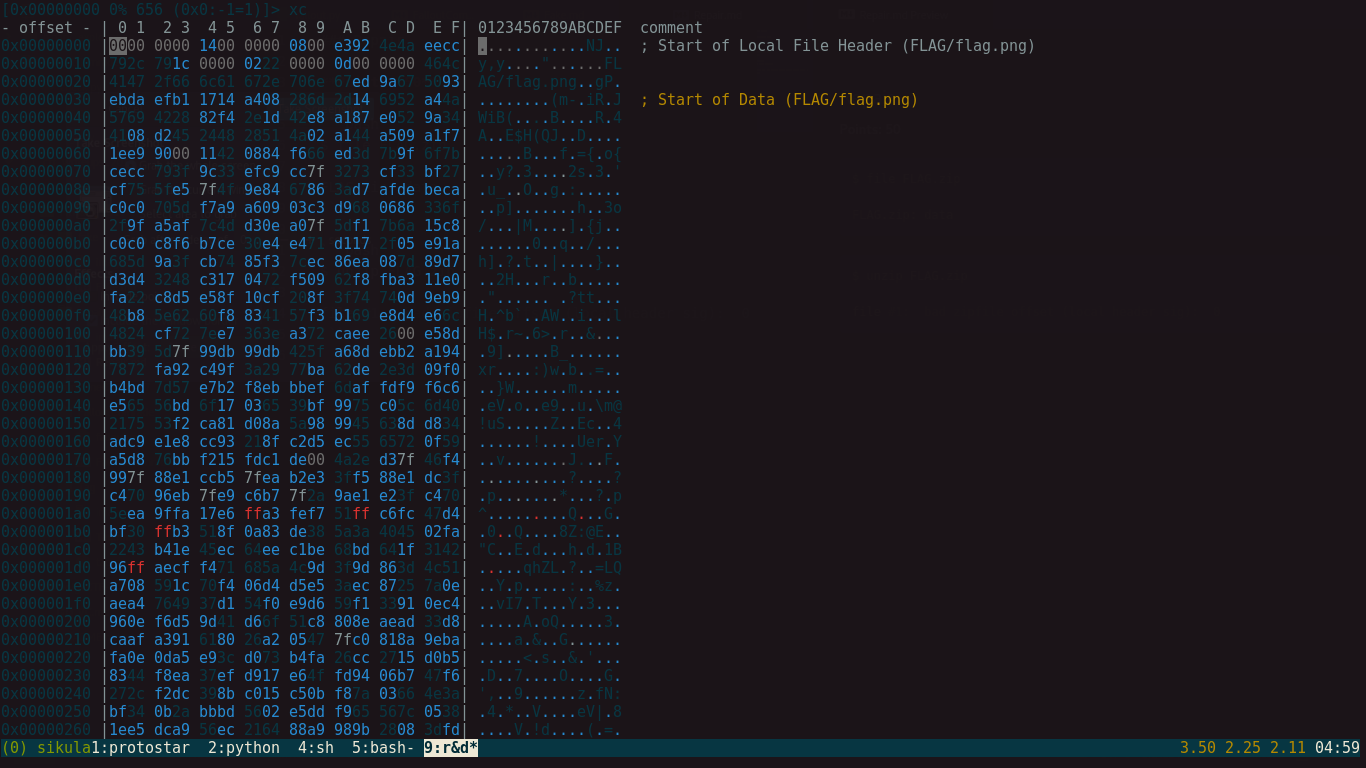 [0x00000000 0% 656 (0x0:-1=1)]> xc
- offset - | 0 1  2 3  4 5  6 7  8 9  A B  C D  E F| 0123456789ABCDEF  comment
0x00000000 |0000 0000 1400 0000 0800 e392 4e4a eecc| ............NJ.. ; Start of Local File Header (FLAG/flag.png)
0x00000010 |792c 791c 0000 0222 0000 0d00 0000 464c| y,y...."......FL
0x00000020 |4147 2f66 6c61 672e 706e 67ed 9a67 5093| AG/flag.png..gP.
0x00000030 |ebda efb1 1714 a408 286d 2d14 6952 a44a| ........(m-.iR.J ; Start of Data (FLAG/flag.png)
0x00000040 |5769 4228 82f4 2e1d 42e8 a187 e052 9a34| WiB(....B....R.4
0x00000050 |4108 d245 2448 2851 4a02 a144 a509 a1f7| A..E$H(QJ..D....
0x00000060 |1ee9 9000 1142 0884 f666 ed3d 7b9f 6f7b| .....B...f.={.o{
0x00000070 |cecc 793f 9c33 efc9 cc7f 3273 cf33 bf27| ..y?.3....2s.3.'
0x00000080 |cf75 5fe5 7f4f 9e84 6786 3ad7 afde beca| .u_..O..g.:.....
0x00000090 |c0c0 705d f7a9 a609 03c3 d968 0686 336f| ..p].......h..3o
0x000000a0 |2f9f a5af 7c4d d30e a07f 5df1 7b6a 15c8| /...|M....].{j..
0x000000b0 |c0c0 c8f6 b7ce 30e4 e471 d117 2f05 e91a| ......0..q../...
0x000000c0 |685d 9a3f cb74 85f3 7cec 86ea 087d 89d7| h].?.t..|....}..
0x000000d0 |d3d4 3248 c317 0472 f509 62f8 fba3 11e0| ..2H...r..b.....
0x000000e0 |fa22 c8d5 e58f 10cf 208f 3f74 740d 9eb9| ."...... .?tt...
0x000000f0 |48b8 5e62 60f8 8341 57f3 b169 e8d4 e66c| H.^b`..AW..i...l
0x00000100 |4824 cf72 7ee7 363e a372 caee 2600 e58d| H$.r~.6>.r..&...
0x00000110 |bb39 5d7f 99db 99db 425f a68d ebb2 a194| .9].....B_......
0x00000120 |7872 fa92 c49f 3a29 77ba 62de 2e3d 09f0| xr....:)w.b..=..
0x00000130 |b4bd 7d57 e7b2 f8eb bbef 6daf fdf9 f6c6| ..}W......m.....
0x00000140 |e565 56bd 6f17 0365 39bf 9975 c05c 6d40| .eV.o..e9..u.\m@
0x00000150 |2175 53f2 ca81 d08a 5a98 9945 638d d834| !uS.....Z..Ec..4
0x00000160 |adc9 e1e8 cc93 218f c2d5 ec55 6572 0f59| ......!....Uer.Y
0x00000170 |a5d8 76bb f215 fdc1 de00 4a2e d37f 46f4| ..v.......J...F.
0x00000180 |997f 88e1 ccb5 7fea b2e3 3ff5 88e1 dc3f| ..........?....?
0x00000190 |c470 96eb 7fe9 c6b7 7f2a 9ae1 e23f c470| .p.......*...?.p
0x000001a0 |5eea 9ffa 17e6 ffa3 fef7 51ff c6fc 47d4| ^.........Q...G.
0x000001b0 |bf30 ffb3 518f 0a83 de38 5a3a 4045 02fa| .0..Q....8Z:@E..
0x000001c0 |2243 b41e 45ec 64ee c1be 68bd 641f 3142| "C..E.d...h.d.1B
0x000001d0 |96ff aecf f471 685a 4c9d 3f9d 863d 4c51| .....qhZL.?..=LQ
0x000001e0 |a708 591c 70f4 06d4 d5e5 3aec 8725 7a0e| ..Y.p.....:..%z.
0x000001f0 |aea4 7649 37d1 54f0 e9d6 59f1 3391 0ec4| ..vI7.T...Y.3...
0x00000200 |960e f6d5 9d41 d66f 51c8 808e aead 33d8| .....A.oQ.....3.
0x00000210 |caaf a391 6180 26a2 0547 7fc0 818a 9eba| ....a.&..G......
0x00000220 |fa0e 0da5 e93c d073 b4fa 26cc 2715 d0b5| .....<.s..&.'...
0x00000230 |8344 f8ea 37ef d917 e64f fd94 06b7 47f6| .D..7....O....G.
0x00000240 |272c f2dc 398b c015 c50b f87a 0366 4e3a| ',..9......z.fN:
0x00000250 |bf34 0b2a bbbd 5602 e5dd f965 567c 0538| .4.*..V....eV|.8
0x00000260 |1ee5 dca9 56ec 2164 88a9 989b 2808 3dfd| ....V.!d....(.=.
(0) sikula1:protostar  2:python  4:sh  5:bash- 9:r&d* 3.50 2.25 2.11 04:59